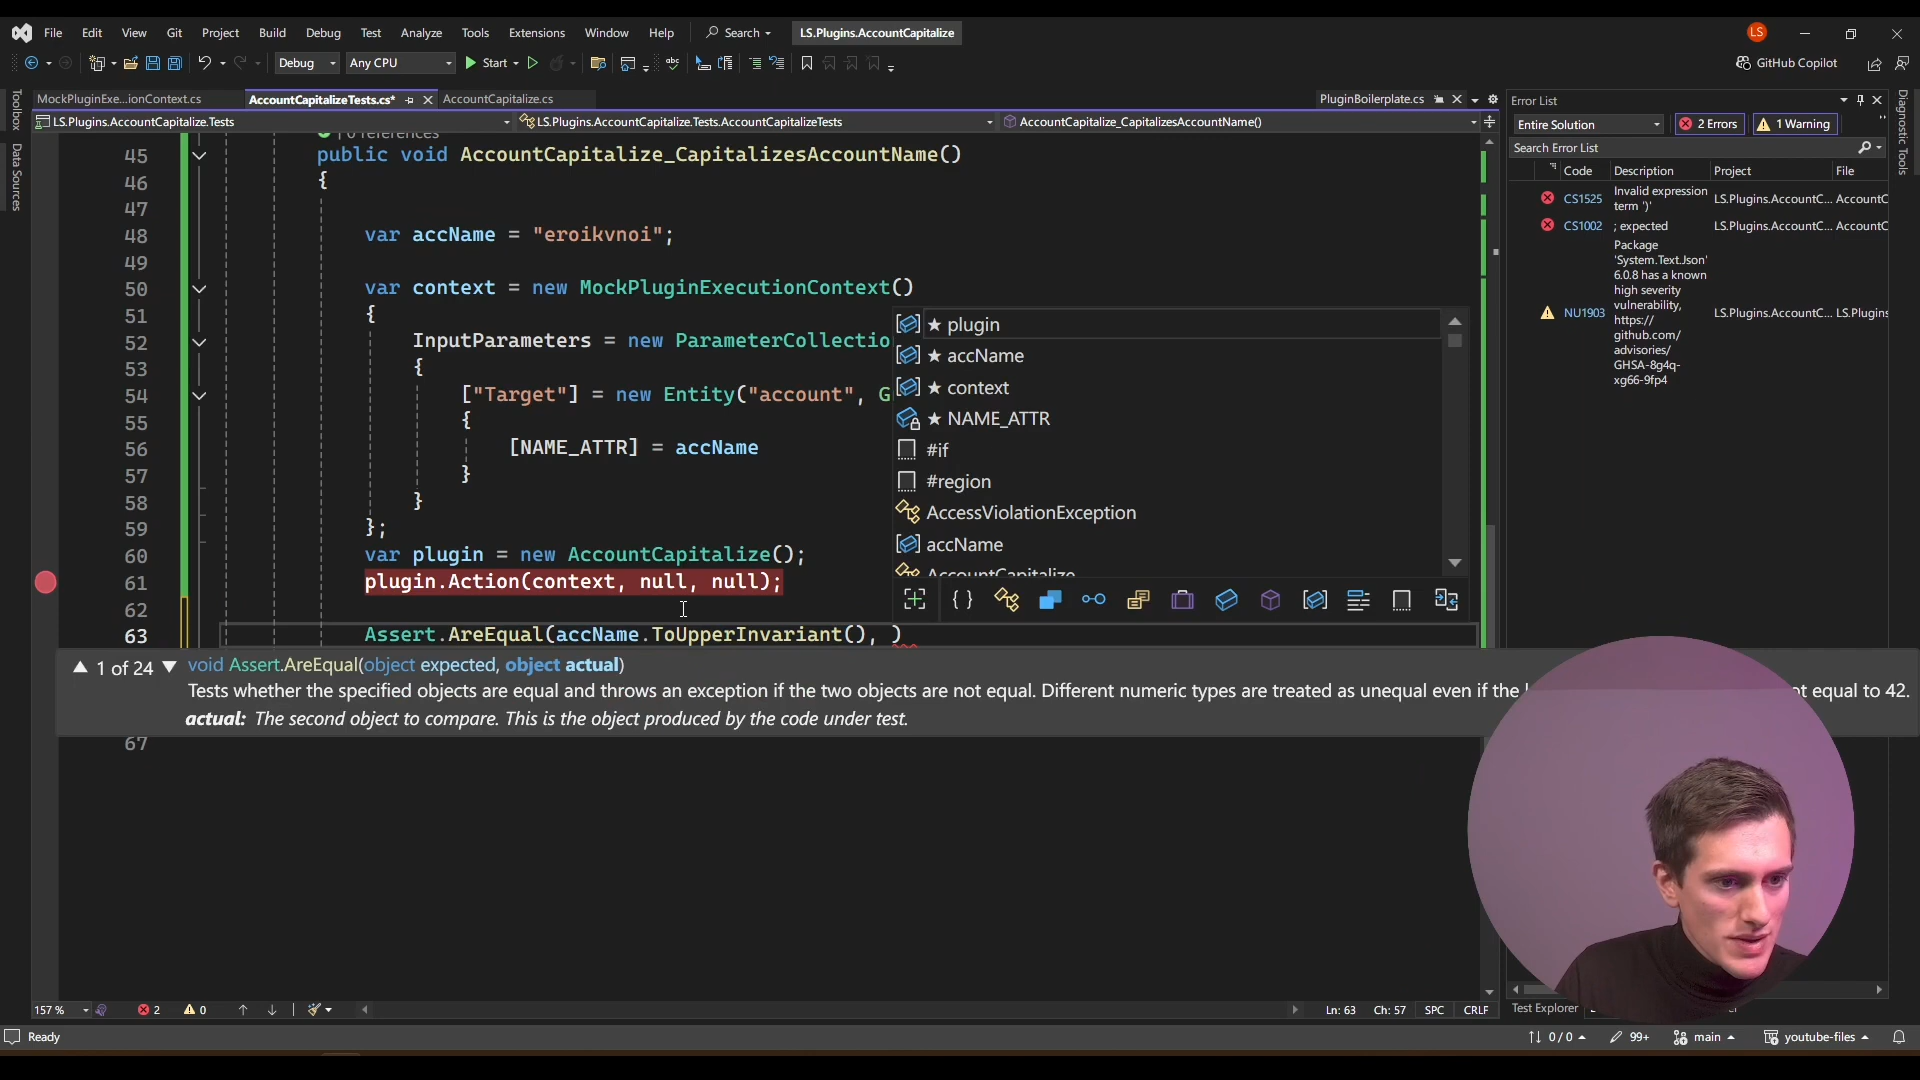 File Edit View Git Project Build Debug Test Analyze Tools Extensions Window Help Search LS.Plugins.AccountCapitalize LS
Debug Any CPU Start GitHub Copilot
MockPluginExe...ionContext.cs AccountCapitalizeTests.cs* AccountCapitalize.cs PluginBoilerplate.cs
LS.Plugins.AccountCapitalize.Tests LS.Plugins.AccountCapitalize.Tests.AccountCapitalizeTests AccountCapitalize_CapitalizesAccountName()
Toolbox
Data Sources
45 public void AccountCapitalize_CapitalizesAccountName()
46 {
47
48 var accName = "eroikvnoi";
49
50 var context = new MockPluginExecutionContext()
51 {
52 InputParameters = new ParameterCollectio
53 {
54 ["Target"] = new Entity("account", G
55 {
56 [NAME_ATTR] = accName
57 }
58 }
59 };
60 var plugin = new AccountCapitalize();
61 plugin.Action(context, null, null);
62
63 Assert.AreEqual(accName.ToUpperInvariant(), )
★ plugin
★ accName
★ context
★ NAME_ATTR
#if
#region
AccessViolationException
accName
AccountCapitalize
▲ 1 of 24 ▼ void Assert.AreEqual(object expected, object actual)
Tests whether the specified objects are equal and throws an exception if the two objects are not equal. Different numeric types are treated as unequal even if the
ot equal to 42.
actual: The second object to compare. This is the object produced by the code under test.
67
Error List
Entire Solution 2 Errors 1 Warning
Search Error List
Code Description Project File
CS1525 Invalid expression term ')' LS.Plugins.AccountC... AccountC
CS1002 ; expected LS.Plugins.AccountC... AccountC
NU1903 Package
'System.Text.Json'
6.0.8 has a known
high severity
vulnerability,
https://
github.com/
advisories/
GHSA-8g4q-
xg66-9fp4
LS.Plugins.AccountC... LS.Plugins
Diagnostic Tools
157 % 2 0 Ln: 63 Ch: 57 SPC CRLF
Test Explorer
Ready 0 / 0 99+ main youtube-files